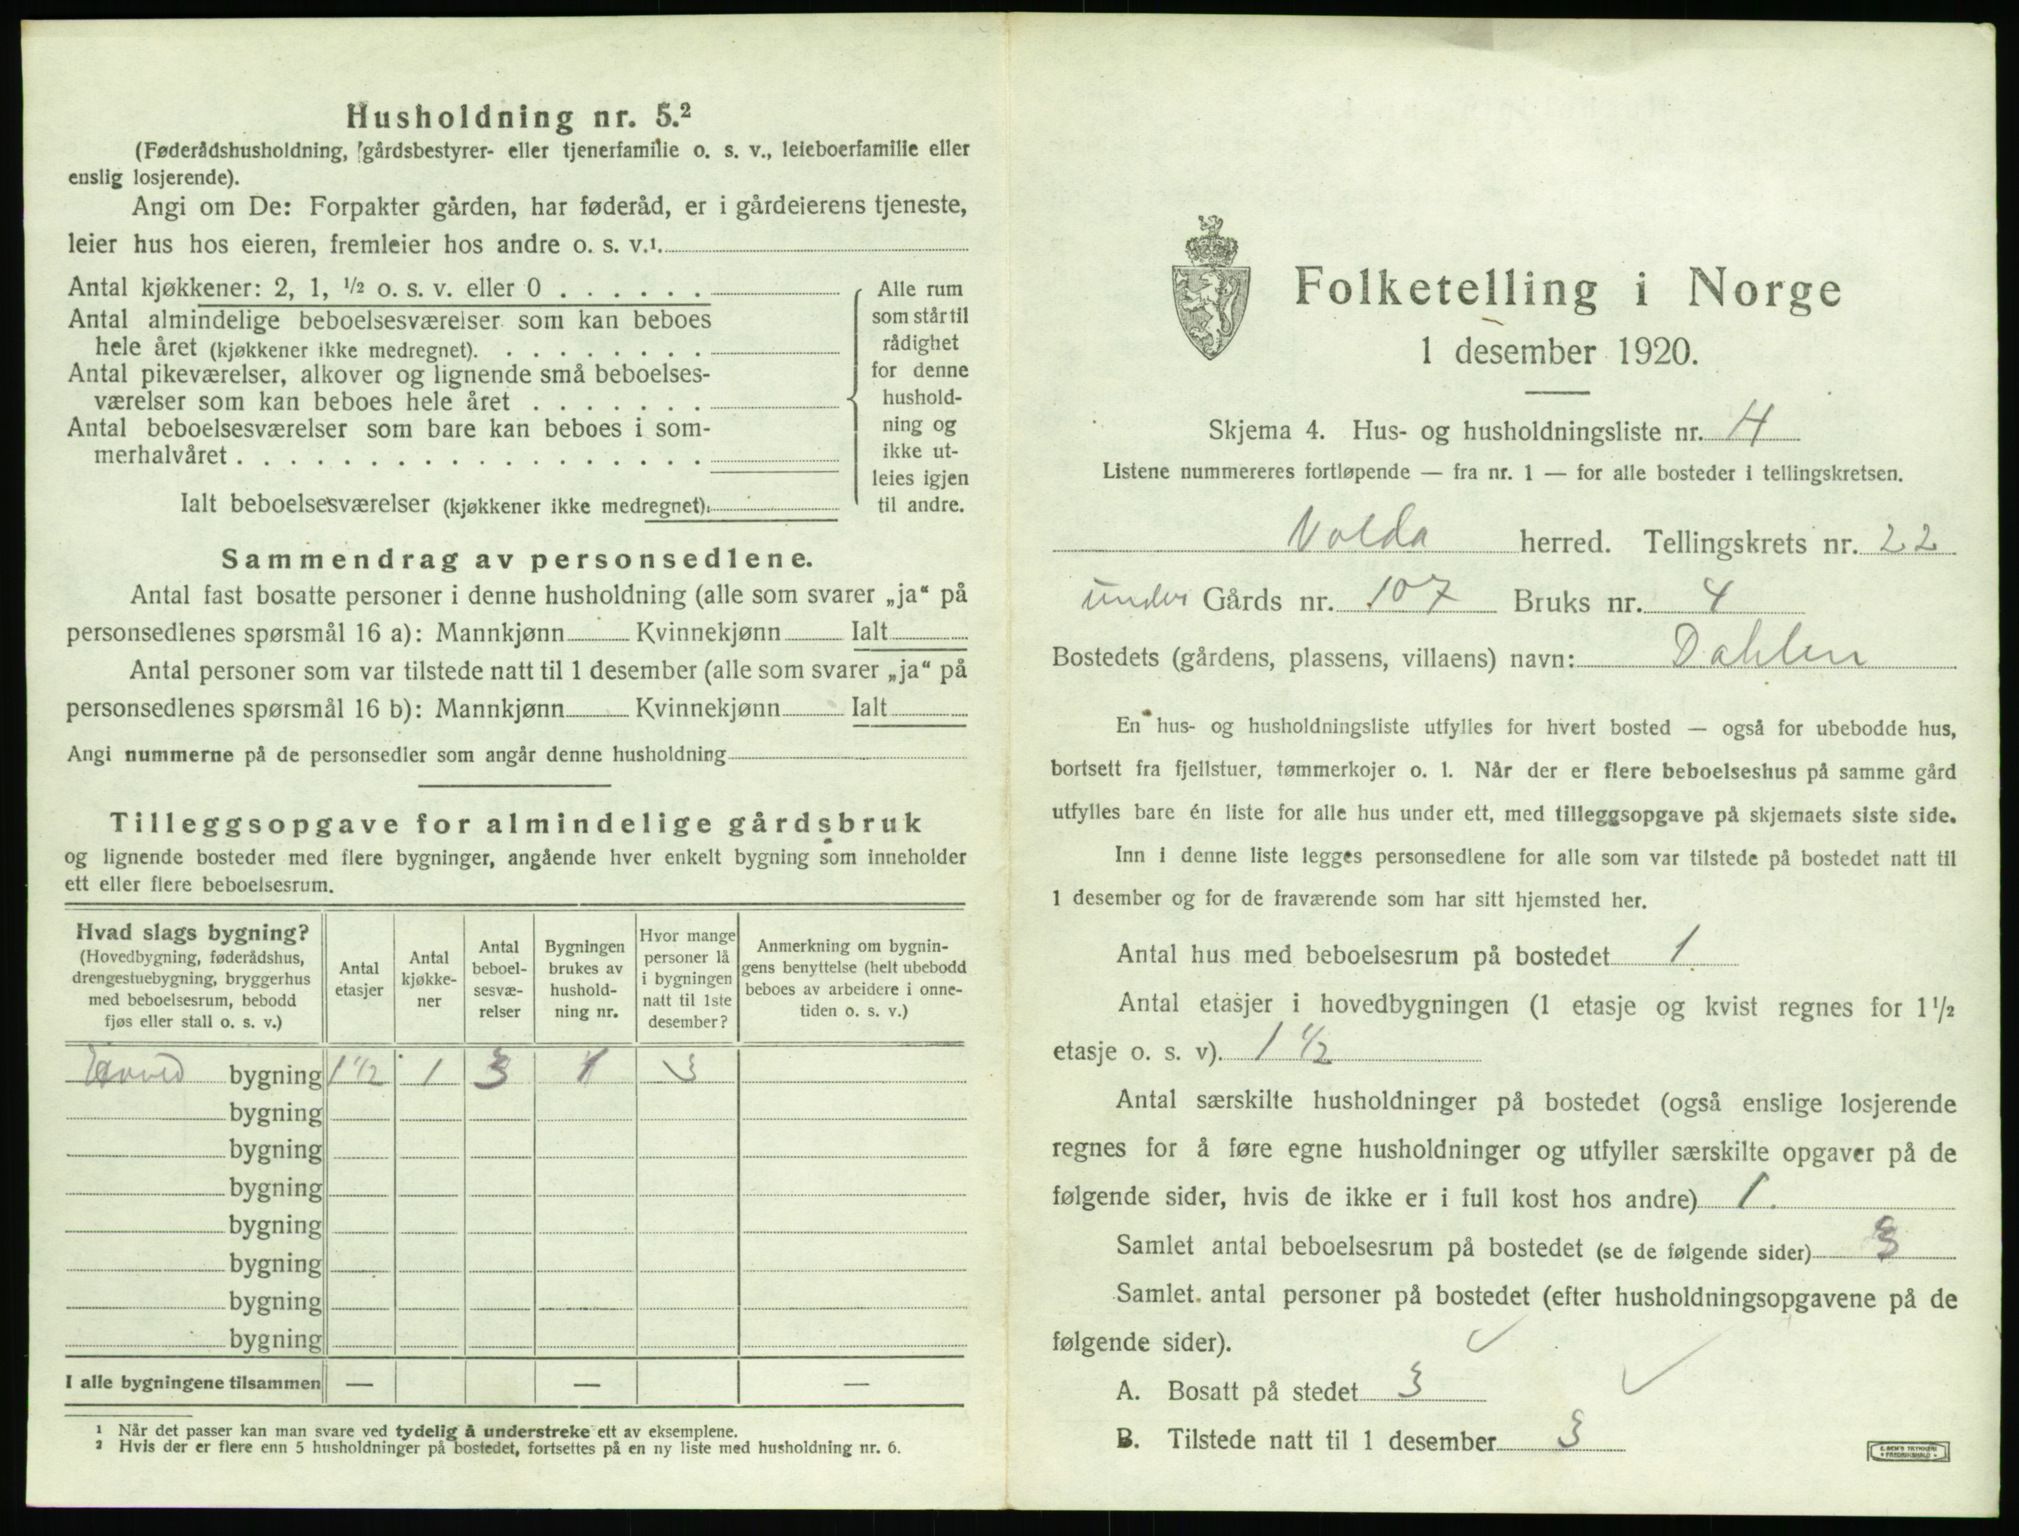 Husholdning nr. 5.²
(Føderådshusholdning, gårdsbestyrer- eller tjenerfamilie o. s. v., leieboerfamilie eller
enslig losjerende).
Angi om De: Forpakter gården, har føderåd, er i gårdeierens tjeneste,
leier hus hos eieren, fremleier hos andre o. s. v.¹
Antal kjøkkener: 2, 1, ½ o. s. v. eller 0 . . . . . .
Antal almindelige beboelsesværelser som kan beboes
hele året (kjøkkener ikke medregnet). . . . . . . . .
Antal pikeværelser, alkover og lignende små beboelses-
værelser som kan beboes hele året . . . . . . .
Antal beboelsesværelser som bare kan beboes i som-
merhalvåret . . . . . . . . . . . . . . . . . .
Ialt beboelsesværelser (kjøkkener ikke medregnet):
Alle rum
som står til
rådighet
for denne
hushold-
ning og
ikke ut-
leies igjen
til andre.
Sammendrag av personsedlene.
Antal fast bosatte personer i denne husholdning (alle som svarer „ja“ på
personsedlenes spørsmål 16 a): Mannkjønn Kvinnekjønn Ialt
Antal personer som var tilstede natt til 1 desember (alle som svarer „ja“ på
personsedlenes spørsmål 16 b): Mannkjønn Kvinnekjønn Ialt
Angi nummerne på de personsedler som angår denne husholdning
Tilleggsopgave for almindelige gårdsbruk
og lignende bosteder med flere bygninger, angående hver enkelt bygning som inneholder
ett eller flere beboelsesrum.
Hvad slags bygning?
(Hovedbygning, føderådshus,
drengestuebygning, bryggerhus
med beboelsesrum, bebodd
fjøs eller stall o. s. v.)
Antal
etasjer
Antal
kjøkke-
ner
Antal
beboel-
sesvæ-
relser
Bygningen
brukes av
hushold-
ning nr.
Hvor mange
personer lå
i bygningen
natt til 1ste
desember?
Anmerkning om bygnin-
gens benyttelse (helt ubebodd
beboes av arbeidere i onne-
tiden o. s. v.)
Hoved bygning 1 ½ 1 3 1 3
bygning
bygning
bygning
bygning
bygning
bygning
bygning
I alle bygningene tilsammen — — —
¹ Når det passer kan man svare ved tydelig å understreke ett av eksemplene.
² Hvis der er flere enn 5 husholdninger på bostedet, fortsettes på en ny liste med husholdning nr. 6.
Folketelling i Norge
1 desember 1920.
Skjema 4. Hus- og husholdningsliste nr. 4
Listene nummereres fortløpende — fra nr. 1 — for alle bosteder i tellingskretsen.
Volda herred. Tellingskrets nr. 22
under Gårds nr. 107 Bruks nr. 4
Bostedets (gårdens, plassens, villaens) navn: Dahlen
En hus- og husholdningsliste utfylles for hvert bosted — også for ubebodde hus,
bortsett fra fjellstuer, tømmerkojer o. l. Når der er flere beboelseshus på samme gård
utfylles bare én liste for alle hus under ett, med tilleggsopgave på skjemaets siste side.
Inn i denne liste legges personsedlene for alle som var tilstede på bostedet natt til
1 desember og for de fraværende som har sitt hjemsted her.
Antal hus med beboelsesrum på bostedet 1
Antal etasjer i hovedbygningen (1 etasje og kvist regnes for 1½
etasje o. s. v). 1 ½
Antal særskilte husholdninger på bostedet (også enslige losjerende
regnes for å føre egne husholdninger og utfyller særskilte opgaver på de
følgende sider, hvis de ikke er i full kost hos andre) 1.
Samlet antal beboelsesrum på bostedet (se de følgende sider) 3
Samlet antal personer på bostedet (efter husholdningsopgavene på de
følgende sider). ✓ ✓
A. Bosatt på stedet 3
B. Tilstede natt til 1 desember 3